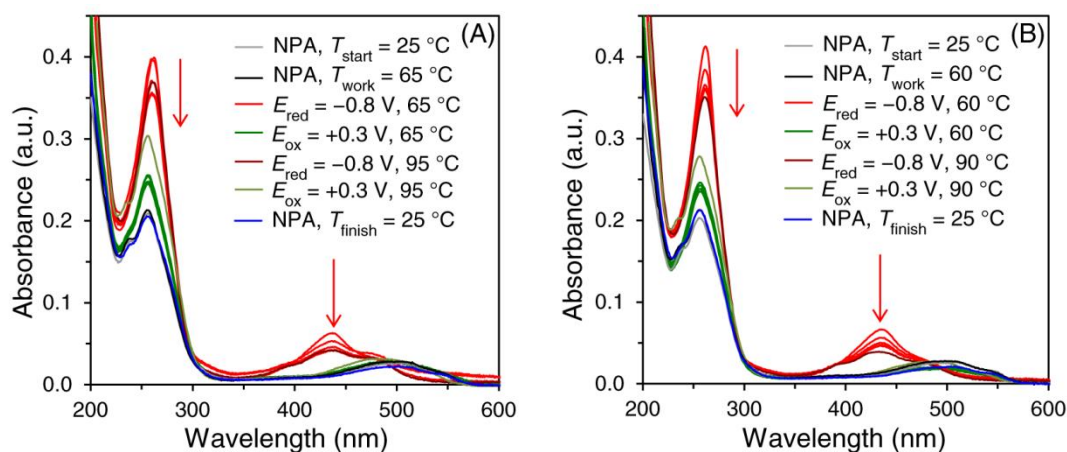 (A)
NPA, Tstart = 25 °C
NPA, Twork = 65 °C
Ered = −0.8 V, 65 °C
Eox = +0.3 V, 65 °C
Ered = −0.8 V, 95 °C
Eox = +0.3 V, 95 °C
NPA, Tfinish = 25 °C
Absorbance (a.u.)
0.4
0.3
0.2
0.1
0.0
200 300 400 500 600
Wavelength (nm)
(B)
NPA, Tstart = 25 °C
NPA, Twork = 60 °C
Ered = −0.8 V, 60 °C
Eox = +0.3 V, 60 °C
Ered = −0.8 V, 90 °C
Eox = +0.3 V, 90 °C
NPA, Tfinish = 25 °C
Absorbance (a.u.)
0.4
0.3
0.2
0.1
0.0
200 300 400 500 600
Wavelength (nm)